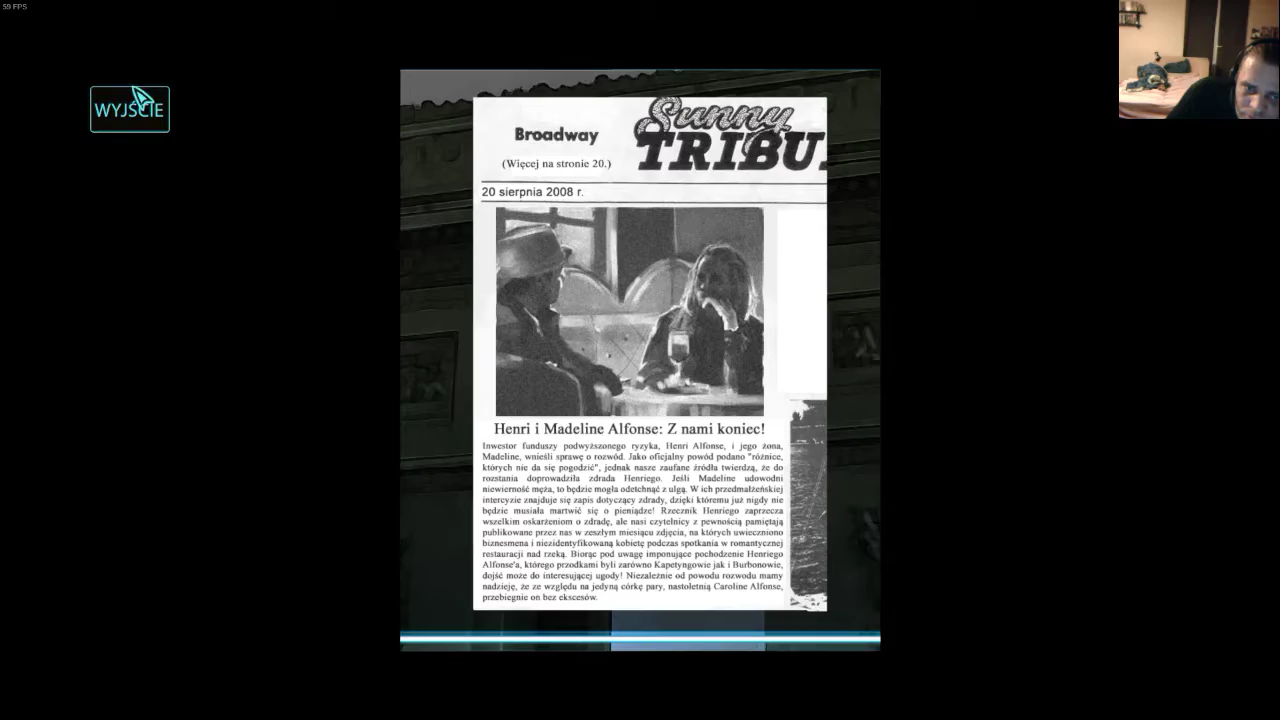 59 FPS
WYJŚCIE
Broadway
(Więcej na stronie 20.)
Sunny
TRIBU
20 sierpnia 2008 r.
Henri i Madeline Alfonse: Z nami koniec!
Inwestor funduszy podwyższonego ryzyka, Henri Alfonse, i jego żona,
Madeline, wnieśli sprawę o rozwód. Jako oficjalny powód podano "różnice,
których nie da się pogodzić", jednak nasze zaufane źródła twierdzą, że do
rozstania doprowadziła zdrada Henriego. Jeśli Madeline udowodni
niewierność męża, to będzie mogła odetchnąć z ulgą. W ich przedmałżeńskiej
intercyzie znajduje się zapis dotyczący zdrady, dzięki któremu już nigdy nie
będzie musiała martwić się o pieniądze! Rzecznik Henriego zaprzecza
wszelkim oskarżeniom o zdradę, ale nasi czytelnicy z pewnością pamiętają
publikowane przez nas w zeszłym miesiącu zdjęcia, na których uwieczniono
biznesmena i niezidentyfikowaną kobietę podczas spotkania w romantycznej
restauracji nad rzeką. Biorąc pod uwagę imponujące pochodzenie Henriego
Alfonse'a, którego przodkami byli zarówno Kapetyngowie jak i Burbonowie,
dojść może do interesującej ugody! Niezależnie od powodu rozwodu mamy
nadzieję, że ze względu na jedyną córkę pary, nastoletnią Caroline Alfonse,
przebiegnie on bez ekscesów.